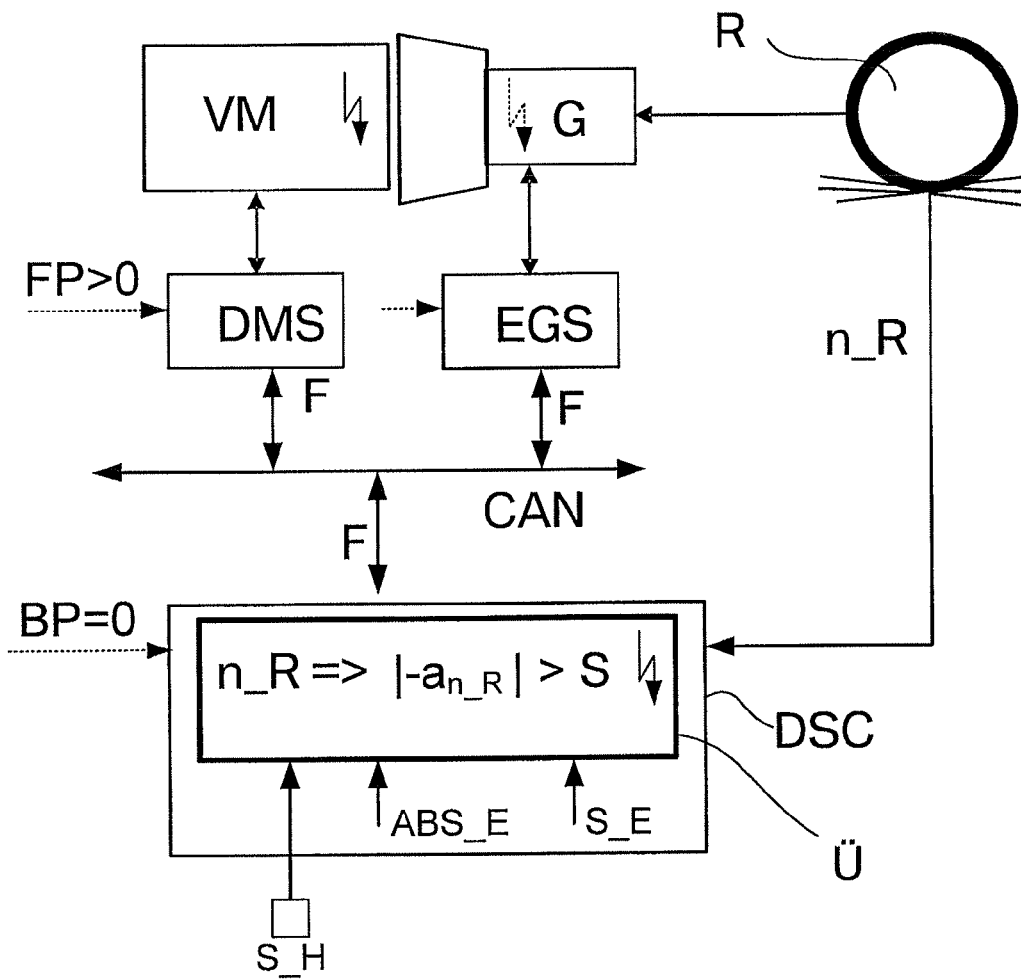 R
VM
G
FP>0
DMS
EGS
n_R
F
F
CAN
F
BP=0
n_R => |-a_n_R| > S
DSC
ABS_E
S_E
Ü
S_H